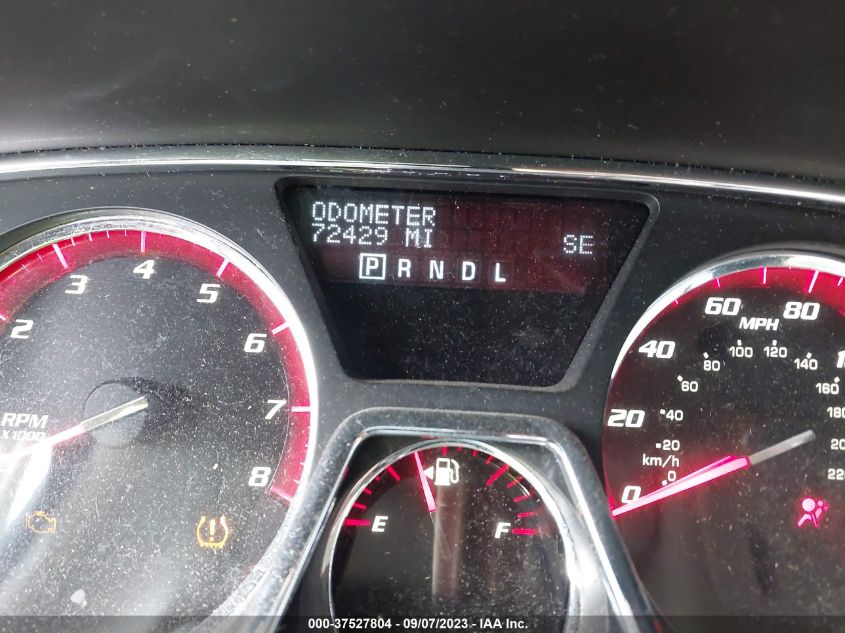 ODOMETER
72429 MI SE
P R N D L
2 3 4 5 6 7 8
RPM
X1000
E F
0 20 40 60 80
MPH
0 20 40 60 80 100 120 140 160
km/h
000-37527804 - 09/07/2023 - IAA Inc.